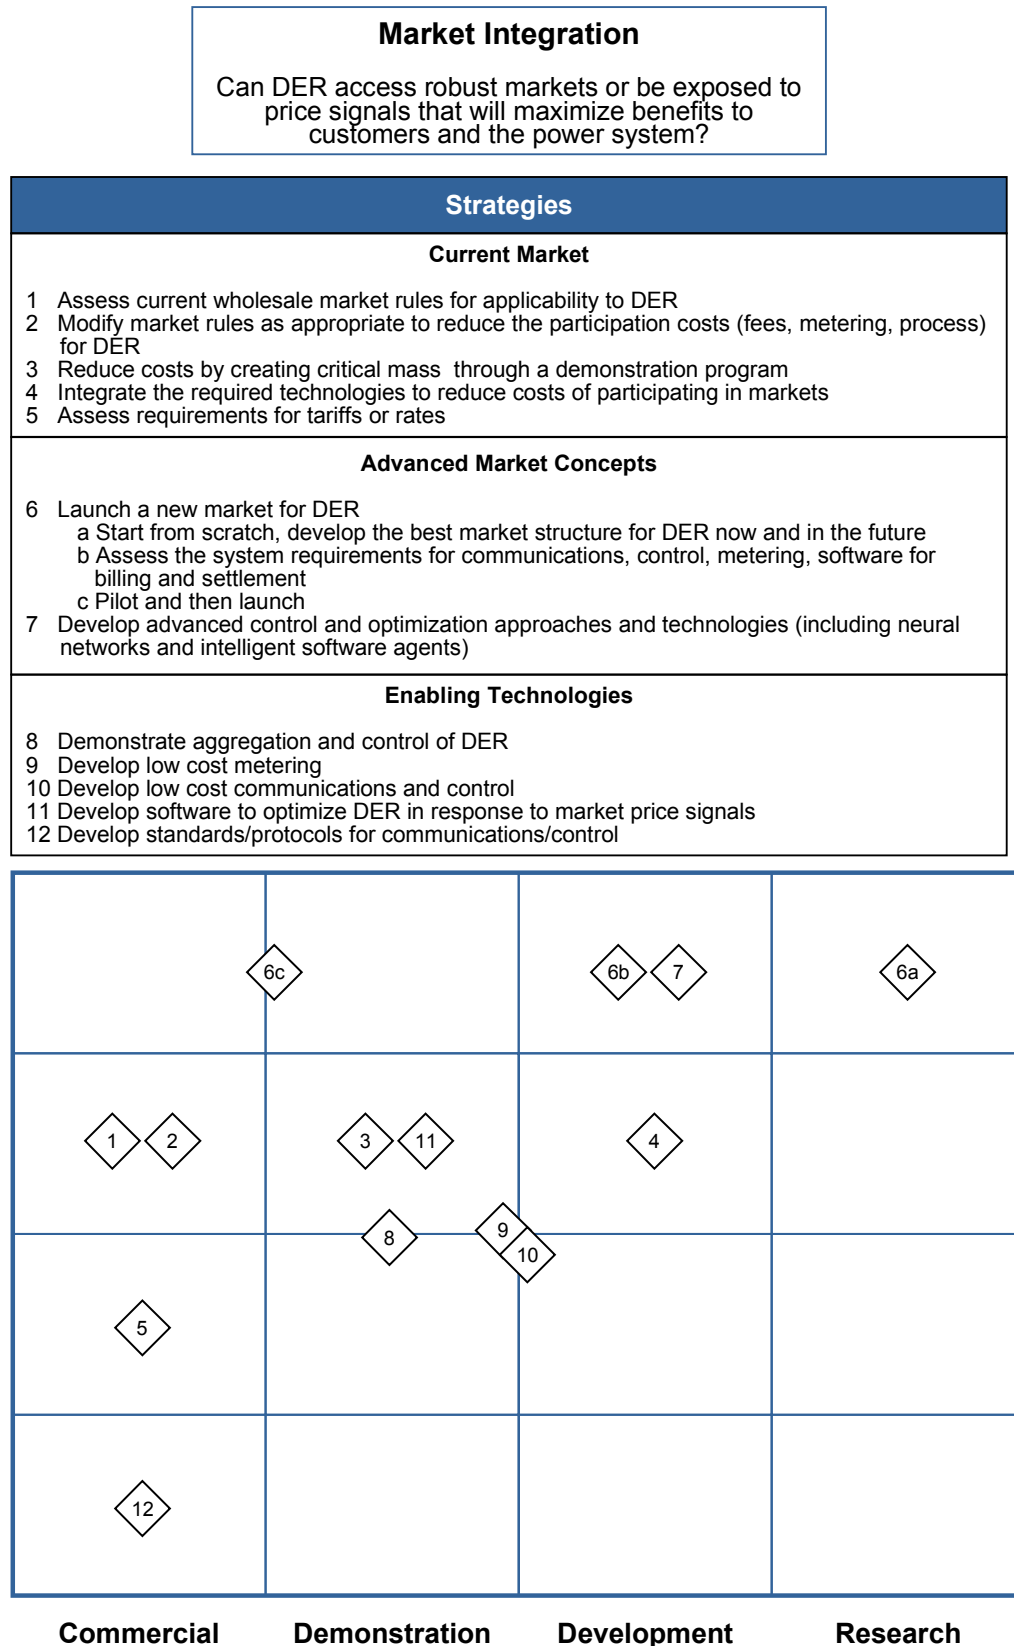 Market Integration
Can DER access robust markets or be exposed to
price signals that will maximize benefits to
customers and the power system?
Strategies
Current Market
1 Assess current wholesale market rules for applicability to DER
2 Modify market rules as appropriate to reduce the participation costs (fees, metering, process)
for DER
3 Reduce costs by creating critical mass through a demonstration program
4 Integrate the required technologies to reduce costs of participating in markets
5 Assess requirements for tariffs or rates
Advanced Market Concepts
6 Launch a new market for DER
a Start from scratch, develop the best market structure for DER now and in the future
b Assess the system requirements for communications, control, metering, software for
billing and settlement
c Pilot and then launch
7 Develop advanced control and optimization approaches and technologies (including neural
networks and intelligent software agents)
Enabling Technologies
8 Demonstrate aggregation and control of DER
9 Develop low cost metering
10 Develop low cost communications and control
11 Develop software to optimize DER in response to market price signals
12 Develop standards/protocols for communications/control
6c 6b 7 6a
1 2 3 11 4
9
8
10
5
12
Commercial Demonstration Development Research